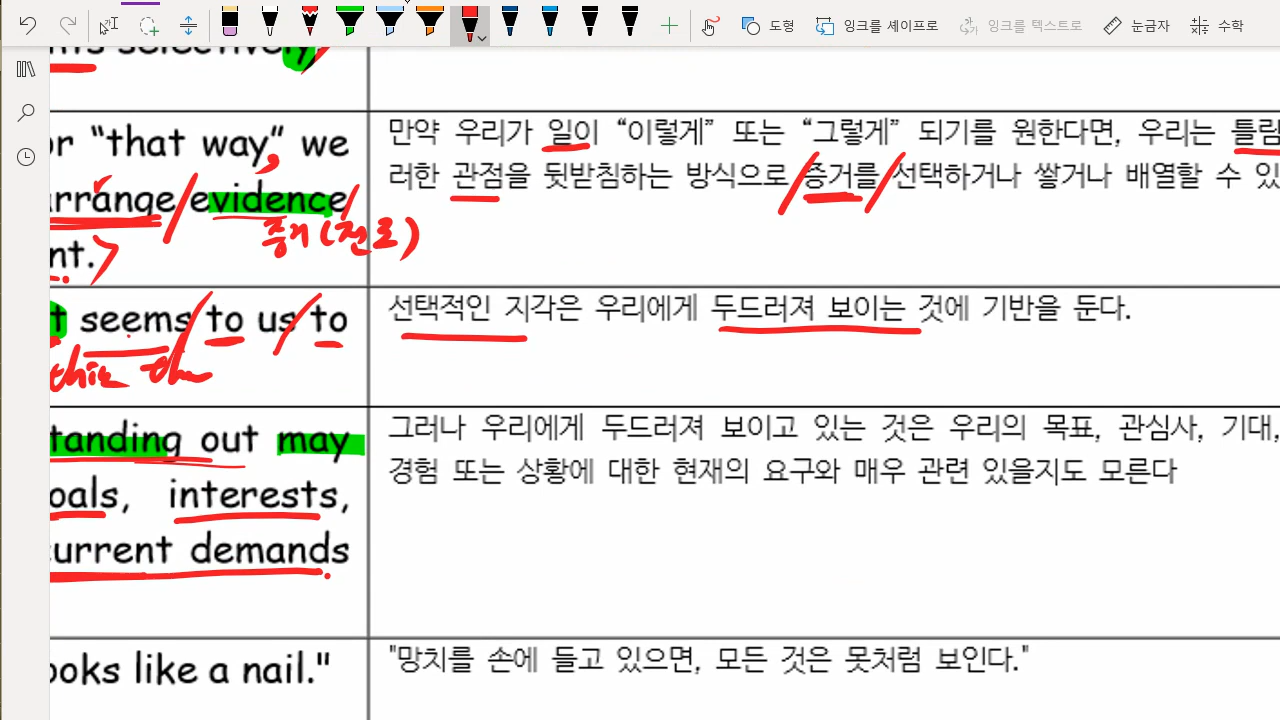 도형
잉크를 셰이프로
잉크를 텍스트로
눈금자
수학
or “that way,” we
arrange evidence
증거 (진로)
nt.
만약 우리가 일이 “이렇게” 또는 “그렇게” 되기를 원한다면, 우리는 틀림
러한 관점을 뒷받침하는 방식으로 증거를 선택하거나 쌓거나 배열할 수 있
t seems to us to
선택적인 지각은 우리에게 두드러져 보이는 것에 기반을 둔다.
tanding out may
oals, interests,
current demands
그러나 우리에게 두드러져 보이고 있는 것은 우리의 목표, 관심사, 기대,
경험 또는 상황에 대한 현재의 요구와 매우 관련 있을지도 모른다
ooks like a nail."
"망치를 손에 들고 있으면, 모든 것은 못처럼 보인다."